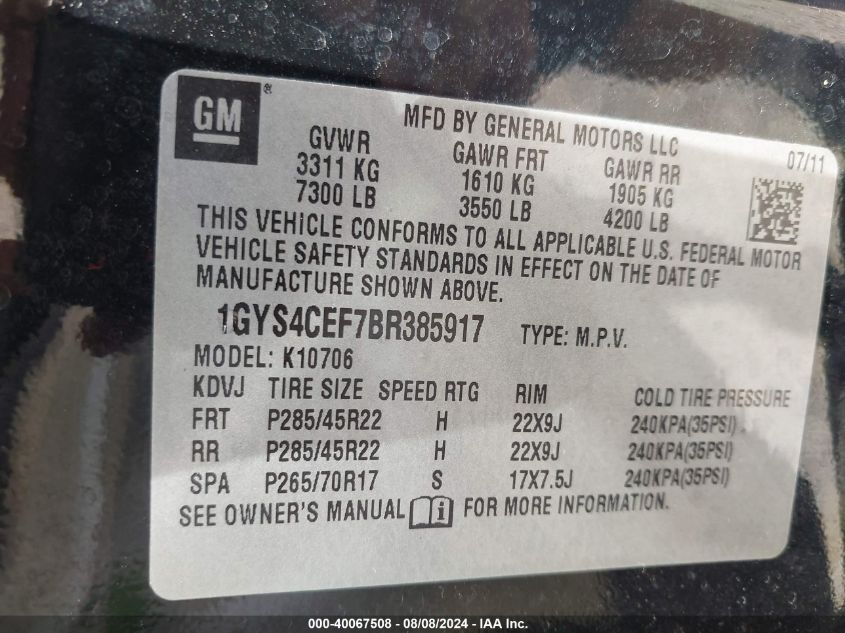 GM ®
MFD BY GENERAL MOTORS LLC
07/11
GVWR GAWR FRT GAWR RR
3311 KG 1610 KG 1905 KG
7300 LB 3550 LB 4200 LB
THIS VEHICLE CONFORMS TO ALL APPLICABLE U.S. FEDERAL MOTOR
VEHICLE SAFETY STANDARDS IN EFFECT ON THE DATE OF
MANUFACTURE SHOWN ABOVE.
1GYS4CEF7BR385917 TYPE: M.P.V.
MODEL: K10706
KDVJ TIRE SIZE SPEED RTG RIM COLD TIRE PRESSURE
FRT P285/45R22 H 22X9J 240KPA(35PSI)
RR P285/45R22 H 22X9J 240KPA(35PSI)
SPA P265/70R17 S 17X7.5J 240KPA(35PSI)
SEE OWNER'S MANUAL i FOR MORE INFORMATION.
000-40067508 - 08/08/2024 - IAA Inc.